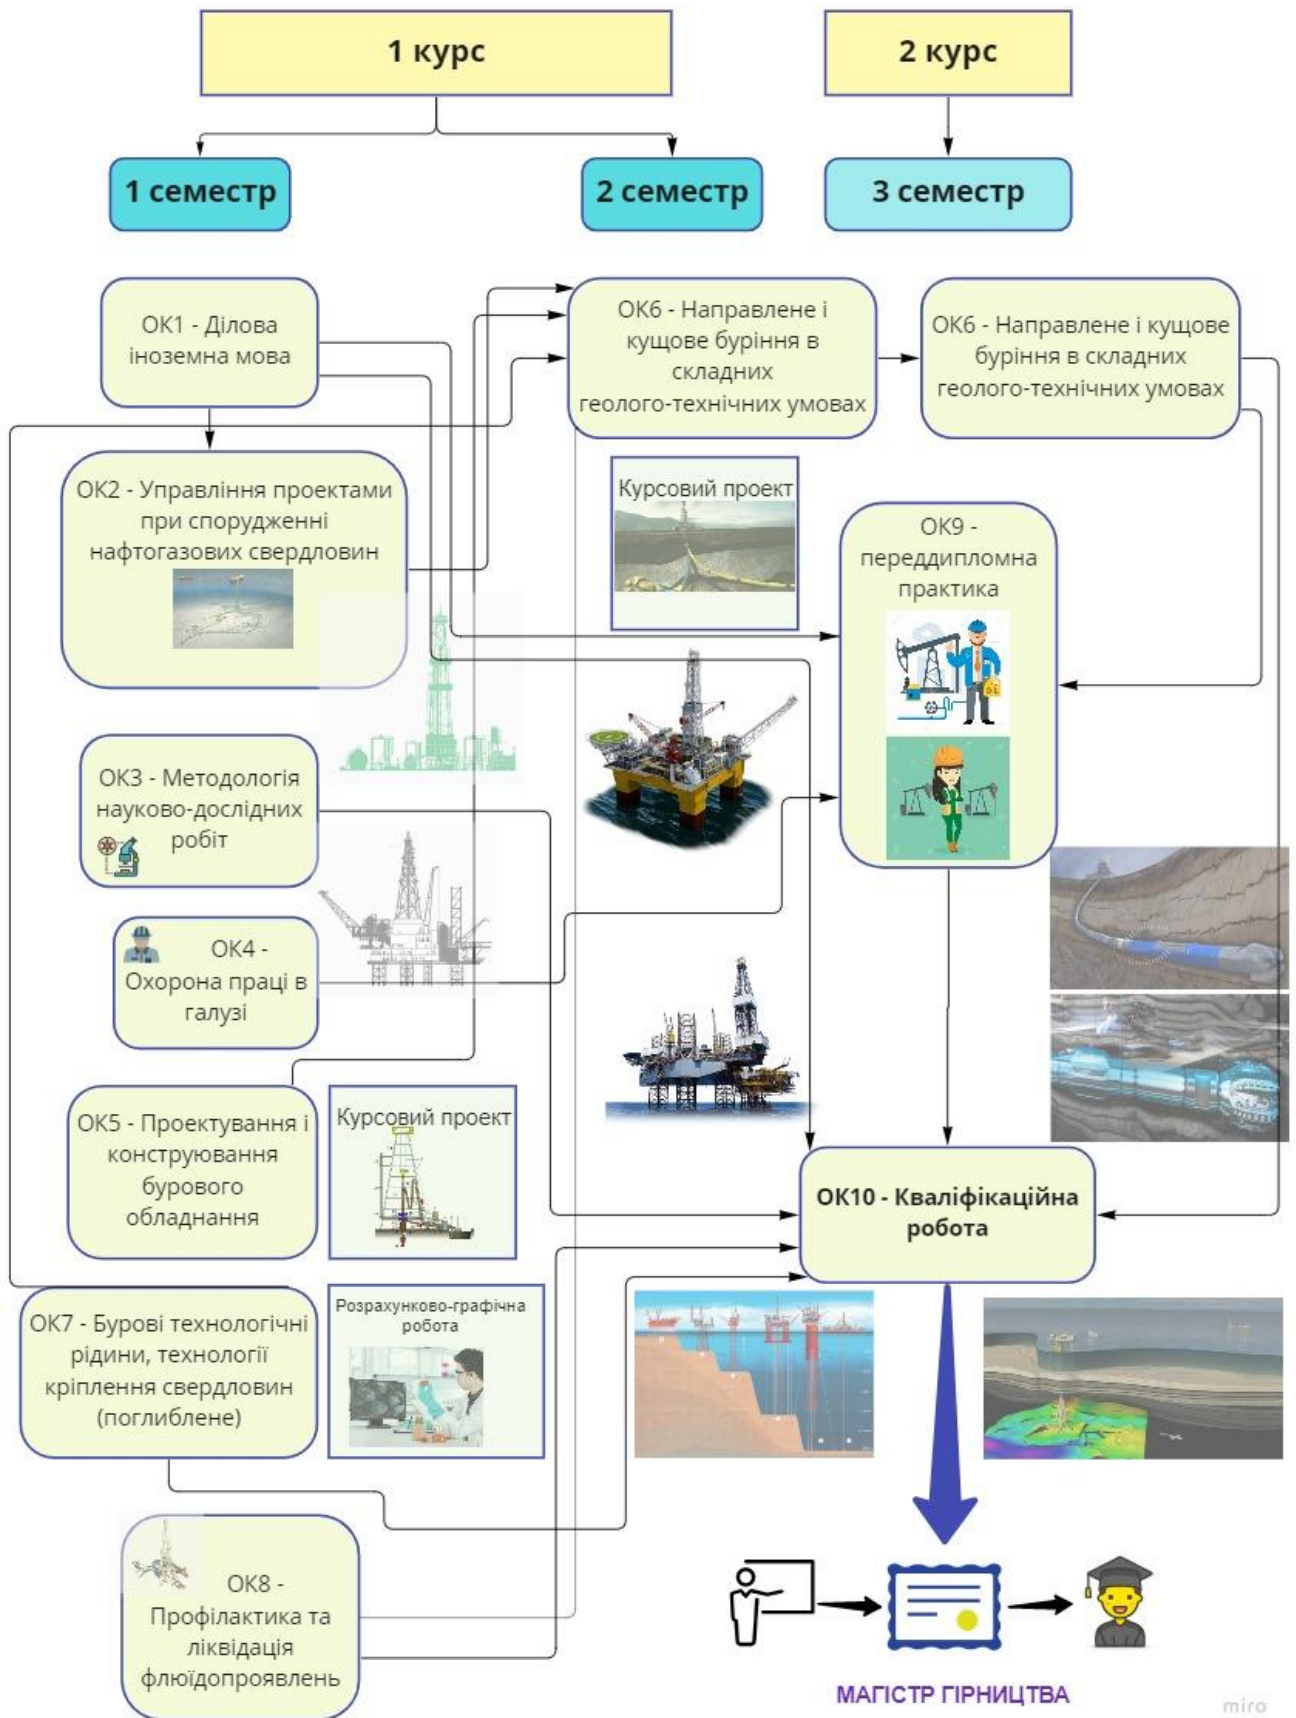 1 курс
2 курс
1 семестр
2 семестр
3 семестр
ОК1 - Ділова
іноземна мова
ОК6 - Направлене і
кущове буріння в
складних
геолого-технічних умовах
ОК6 - Направлене і кущове
буріння в складних
геолого-технічних умовах
ОК2 - Управління проектами
при спорудженні
нафтогазових свердловин
Курсовий проект
ОК9 -
переддипломна
практика
ОК3 - Методологія
науково-дослідних
робіт
ОК4 -
Охорона праці в
галузі
ОК5 - Проектування і
конструювання
бурового
обладнання
Курсовий проект
ОК10 - Кваліфікаційна
робота
ОК7 - Бурові технологічні
рідини, технології
кріплення свердловин
(поглиблене)
Розрахунково-графічна
робота
ОК8 -
Профілактика та
ліквідація
флюїдопроявлень
МАГІСТР ГІРНИЦТВА
miro